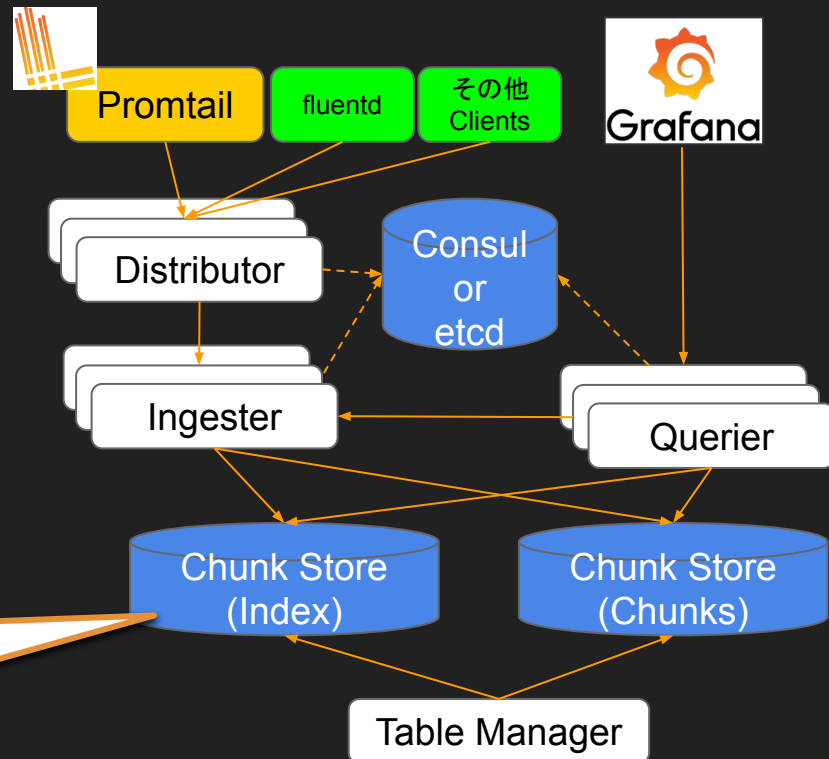 Promtail
fluentd
その他
Clients
Grafana
Distributor
Consul
or
etcd
Ingester
Querier
Chunk Store
(Index)
Chunk Store
(Chunks)
Table Manager